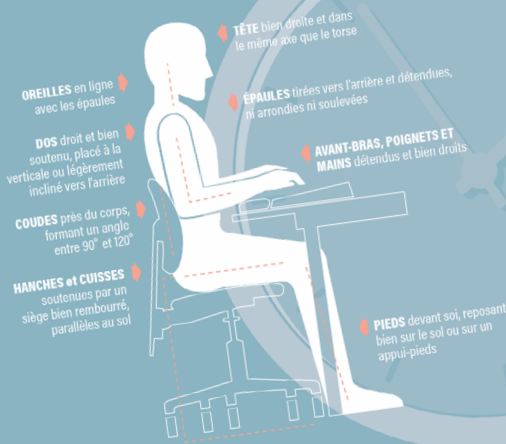 TÊTE bien droite et dans
le même axe que le torse
OREILLES en ligne
avec les épaules
ÉPAULES tirées vers l'arrière et détendues,
ni arrondies ni soulevées
DOS droit et bien
soutenu, placé à la
verticale ou légèrement
incliné vers l'arrière
AVANT-BRAS, POIGNETS ET
MAINS détendus et bien droits
COUDES près du corps,
formant un angle
entre 90° et 120°
HANCHES et CUISSES
soutenues par un
siège bien rembourré,
parallèles au sol
PIEDS devant soi, reposant
bien sur le sol ou sur un
appui-pieds